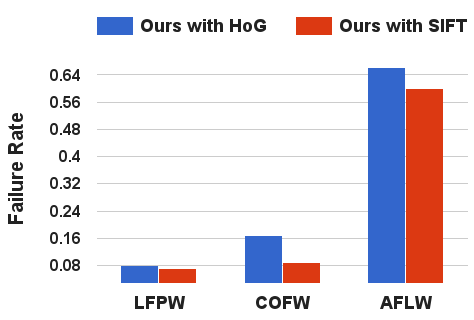 Ours with HoG
Ours with SIFT
Failure Rate
0.64
0.56
0.48
0.4
0.32
0.24
0.16
0.08
LFPW
COFW
AFLW